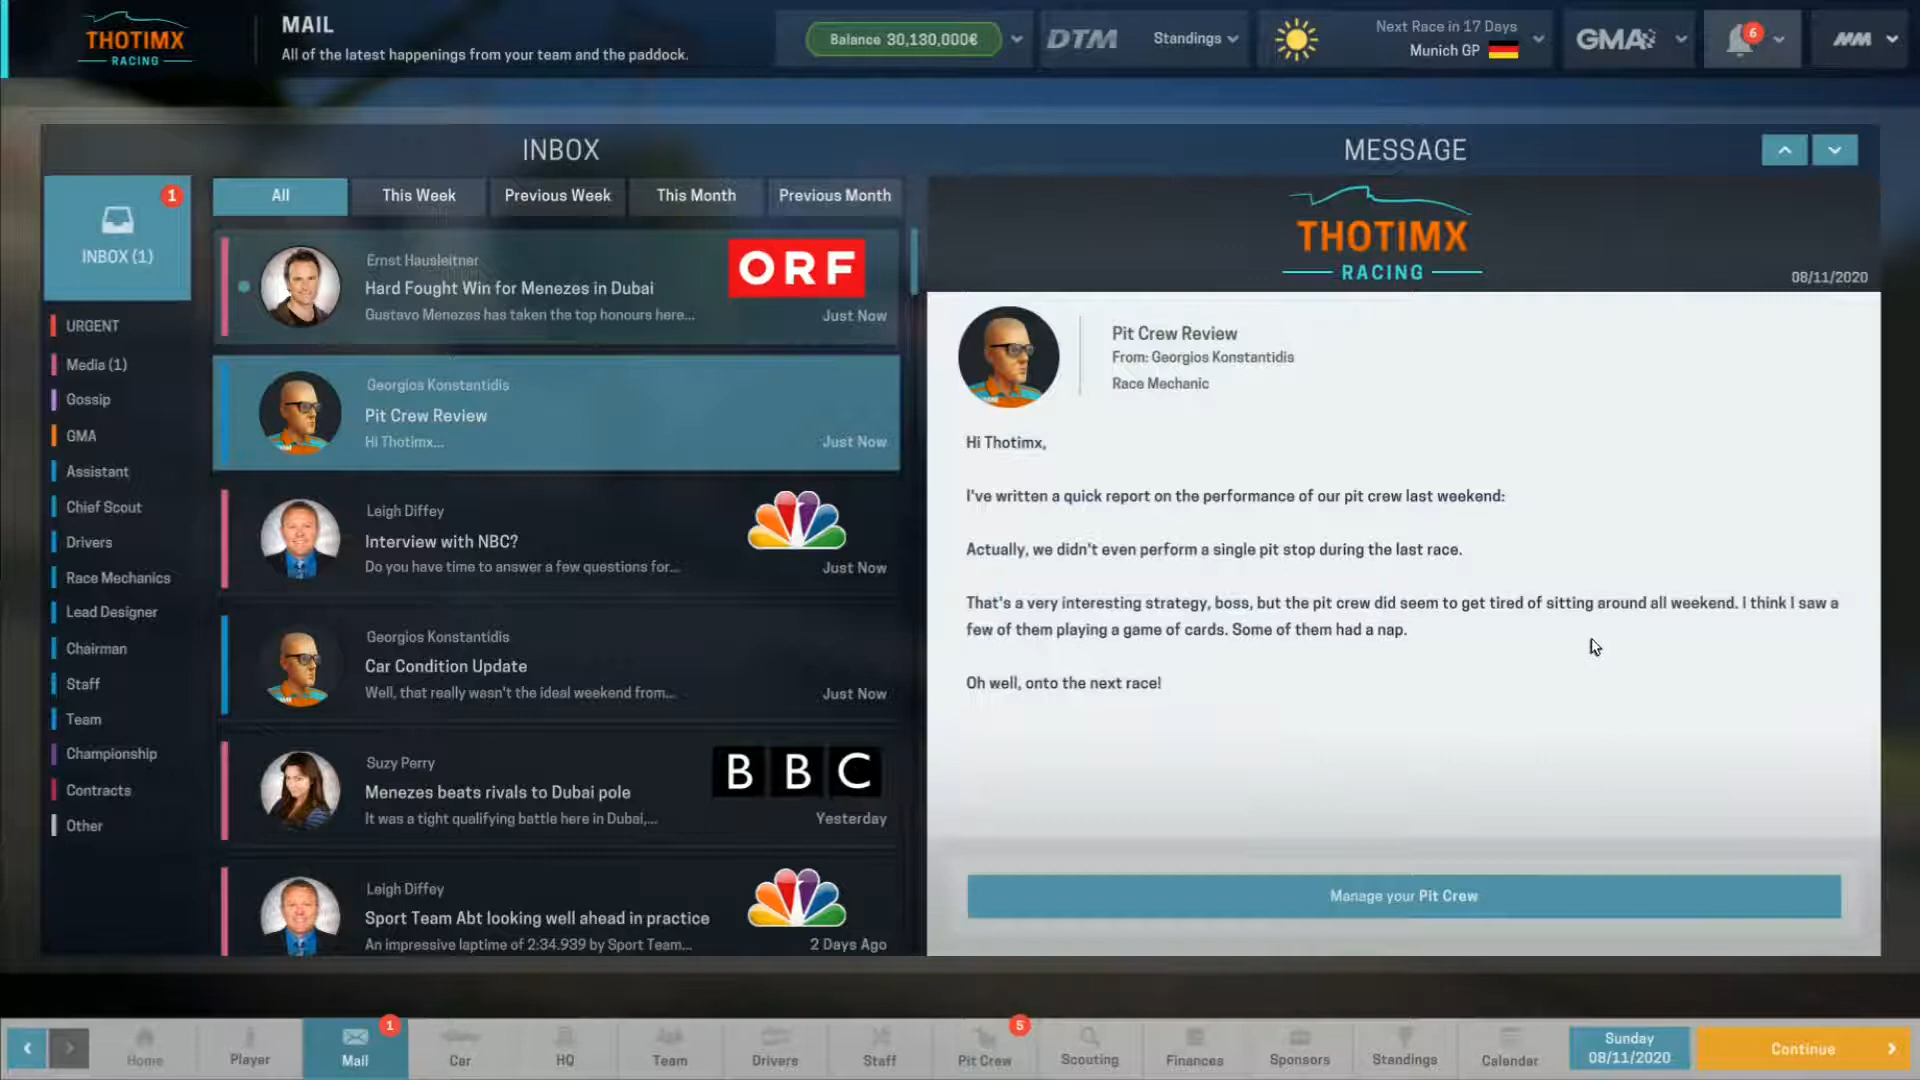 THOTIMX
RACING
MAIL
All of the latest happenings from your team and the paddock.
Balance 30,130,000€
DTM
Standings
Next Race in 17 Days
Munich GP
GMA
6
MM
INBOX
MESSAGE
1
INBOX (1)
All
This Week
Previous Week
This Month
Previous Month
URGENT
Media (1)
Gossip
GMA
Assistant
Chief Scout
Drivers
Race Mechanics
Lead Designer
Chairman
Staff
Team
Championship
Contracts
Other
Ernst Hausleitner
Hard Fought Win for Menezes in Dubai
Gustavo Menezes has taken the top honours here...
ORF
Just Now
Georgios Konstantidis
Pit Crew Review
Hi Thotimx...
Just Now
Leigh Diffey
Interview with NBC?
Do you have time to answer a few questions for...
Just Now
Georgios Konstantidis
Car Condition Update
Well, that really wasn't the ideal weekend from...
Just Now
Suzy Perry
Menezes beats rivals to Dubai pole
It was a tight qualifying battle here in Dubai,...
BBC
Yesterday
Leigh Diffey
Sport Team Abt looking well ahead in practice
An impressive laptime of 2:34.939 by Sport Team...
2 Days Ago
THOTIMX
RACING
08/11/2020
Pit Crew Review
From: Georgios Konstantidis
Race Mechanic
Hi Thotimx,
I've written a quick report on the performance of our pit crew last weekend:
Actually, we didn't even perform a single pit stop during the last race.
That's a very interesting strategy, boss, but the pit crew did seem to get tired of sitting around all weekend. I think I saw a
few of them playing a game of cards. Some of them had a nap.
Oh well, onto the next race!
Manage your Pit Crew
Home
Player
1
Mail
Car
HQ
Team
Drivers
Staff
5
Pit Crew
Scouting
Finances
Sponsors
Standings
Calendar
Sunday
08/11/2020
Continue